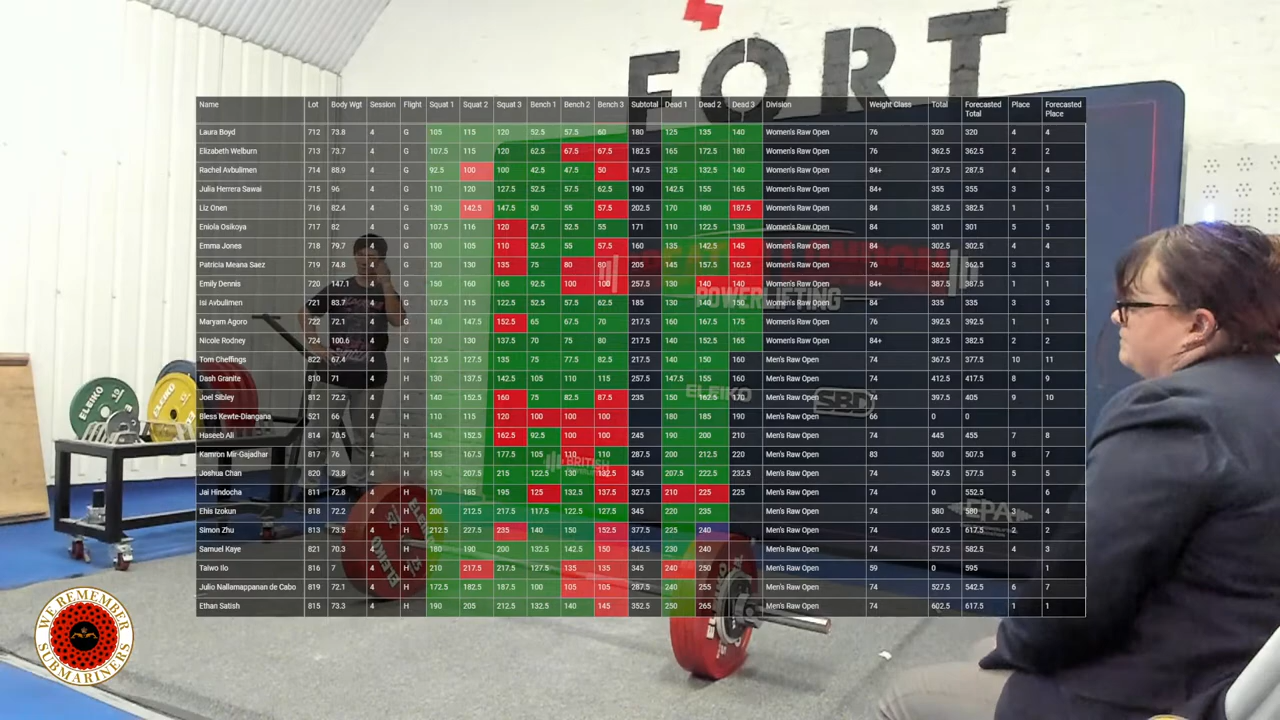 FORT
Name Lot Body Wgt Session Flight Squat 1 Squat 2 Squat 3 Bench 1 Bench 2 Bench 3 Subtotal Dead 1 Dead 2 Dead 3 Division Weight Class Total Forecasted Total Place Forecasted Place
Laura Boyd 712 73.8 4 G 105 115 120 52.5 57.5 60 180 125 135 140 Women's Raw Open 76 320 320 4 4
Elizabeth Welburn 713 73.7 4 G 107.5 115 120 62.5 67.5 67.5 182.5 165 172.5 180 Women's Raw Open 76 362.5 362.5 2 2
Rachel Avbulimen 714 88.9 4 G 92.5 100 100 42.5 47.5 50 147.5 125 132.5 140 Women's Raw Open 84+ 287.5 287.5 4 4
Julia Herrera Sawai 715 96 4 G 110 120 127.5 52.5 57.5 62.5 190 142.5 155 165 Women's Raw Open 84+ 355 355 3 3
Liz Onen 716 82.4 4 G 130 142.5 147.5 50 55 57.5 202.5 170 180 187.5 Women's Raw Open 84 382.5 382.5 1 1
Eniola Osikoya 717 82 4 G 107.5 116 120 47.5 52.5 55 171 110 122.5 130 Women's Raw Open 84 301 301 5 5
Emma Jones 718 79.7 4 G 100 105 110 52.5 55 57.5 160 135 142.5 145 Women's Raw Open 84 302.5 302.5 4 4
Patricia Meana Saez 719 74.8 4 G 120 130 135 75 80 80 205 145 157.5 162.5 Women's Raw Open 76 362.5 362.5 3 3
Emily Dennis 720 147.1 4 G 150 160 165 92.5 100 100 257.5 130 140 140 Women's Raw Open 84+ 387.5 387.5 1 1
Isi Avbulimen 721 83.7 4 G 107.5 115 122.5 52.5 57.5 62.5 185 130 140 150 Women's Raw Open 84 335 335 3 3
Maryam Agoro 722 72.1 4 G 140 147.5 152.5 65 67.5 70 217.5 160 167.5 175 Women's Raw Open 76 392.5 392.5 1 1
Nicole Rodney 724 100.6 4 G 120 130 137.5 70 75 80 217.5 140 152.5 165 Women's Raw Open 84+ 382.5 382.5 2 2
Tom Cheffings 822 67.4 4 H 122.5 127.5 135 75 77.5 82.5 217.5 140 150 160 Men's Raw Open 74 367.5 377.5 10 11
Dash Granite 810 71 4 H 130 137.5 142.5 105 110 115 257.5 147.5 155 160 Men's Raw Open 74 412.5 417.5 8 9
Joel Sibley 812 72.2 4 H 140 152.5 160 75 82.5 87.5 235 150 162.5 170 Men's Raw Open 74 397.5 405 9 10
Bless Kewte-Diangana 521 66 4 H 110 115 120 100 100 100 180 185 190 Men's Raw Open 66 0 0
Haseeb Ali 814 70.5 4 H 145 152.5 162.5 92.5 100 100 245 190 200 210 Men's Raw Open 74 445 455 7 8
Kamron Mir-Gajadhar 817 76 4 H 155 167.5 177.5 105 110 110 287.5 200 212.5 220 Men's Raw Open 83 500 507.5 8 7
Joshua Chan 820 73.8 4 H 195 207.5 215 122.5 130 132.5 345 207.5 222.5 232.5 Men's Raw Open 74 567.5 577.5 5 5
Jai Hindocha 811 72.8 4 H 170 185 195 125 132.5 137.5 327.5 210 225 225 Men's Raw Open 74 0 552.5 6
Ehis Izokun 818 72.2 4 H 200 212.5 217.5 117.5 122.5 127.5 345 220 235 Men's Raw Open 74 580 580 3 4
Simon Zhu 813 73.5 4 H 212.5 227.5 235 140 150 152.5 377.5 225 240 Men's Raw Open 74 602.5 617.5 2 2
Samuel Kaye 821 70.3 4 H 180 190 200 132.5 142.5 150 342.5 230 240 Men's Raw Open 74 572.5 582.5 4 3
Taiwo Ilo 816 7 4 H 210 217.5 217.5 127.5 135 135 345 240 250 Men's Raw Open 59 0 595 1
Julio Nallamappanan de Cabo 819 72.1 4 H 172.5 182.5 187.5 100 105 105 287.5 240 255 Men's Raw Open 74 527.5 542.5 6 7
Ethan Satish 815 73.3 4 H 190 205 212.5 132.5 140 145 352.5 250 265 Men's Raw Open 74 602.5 617.5 1 1
POWERLIFTING
ELEIKO SBD
BRITISH
EPA
ELEIKO
WE REMEMBER SUBMARINERS